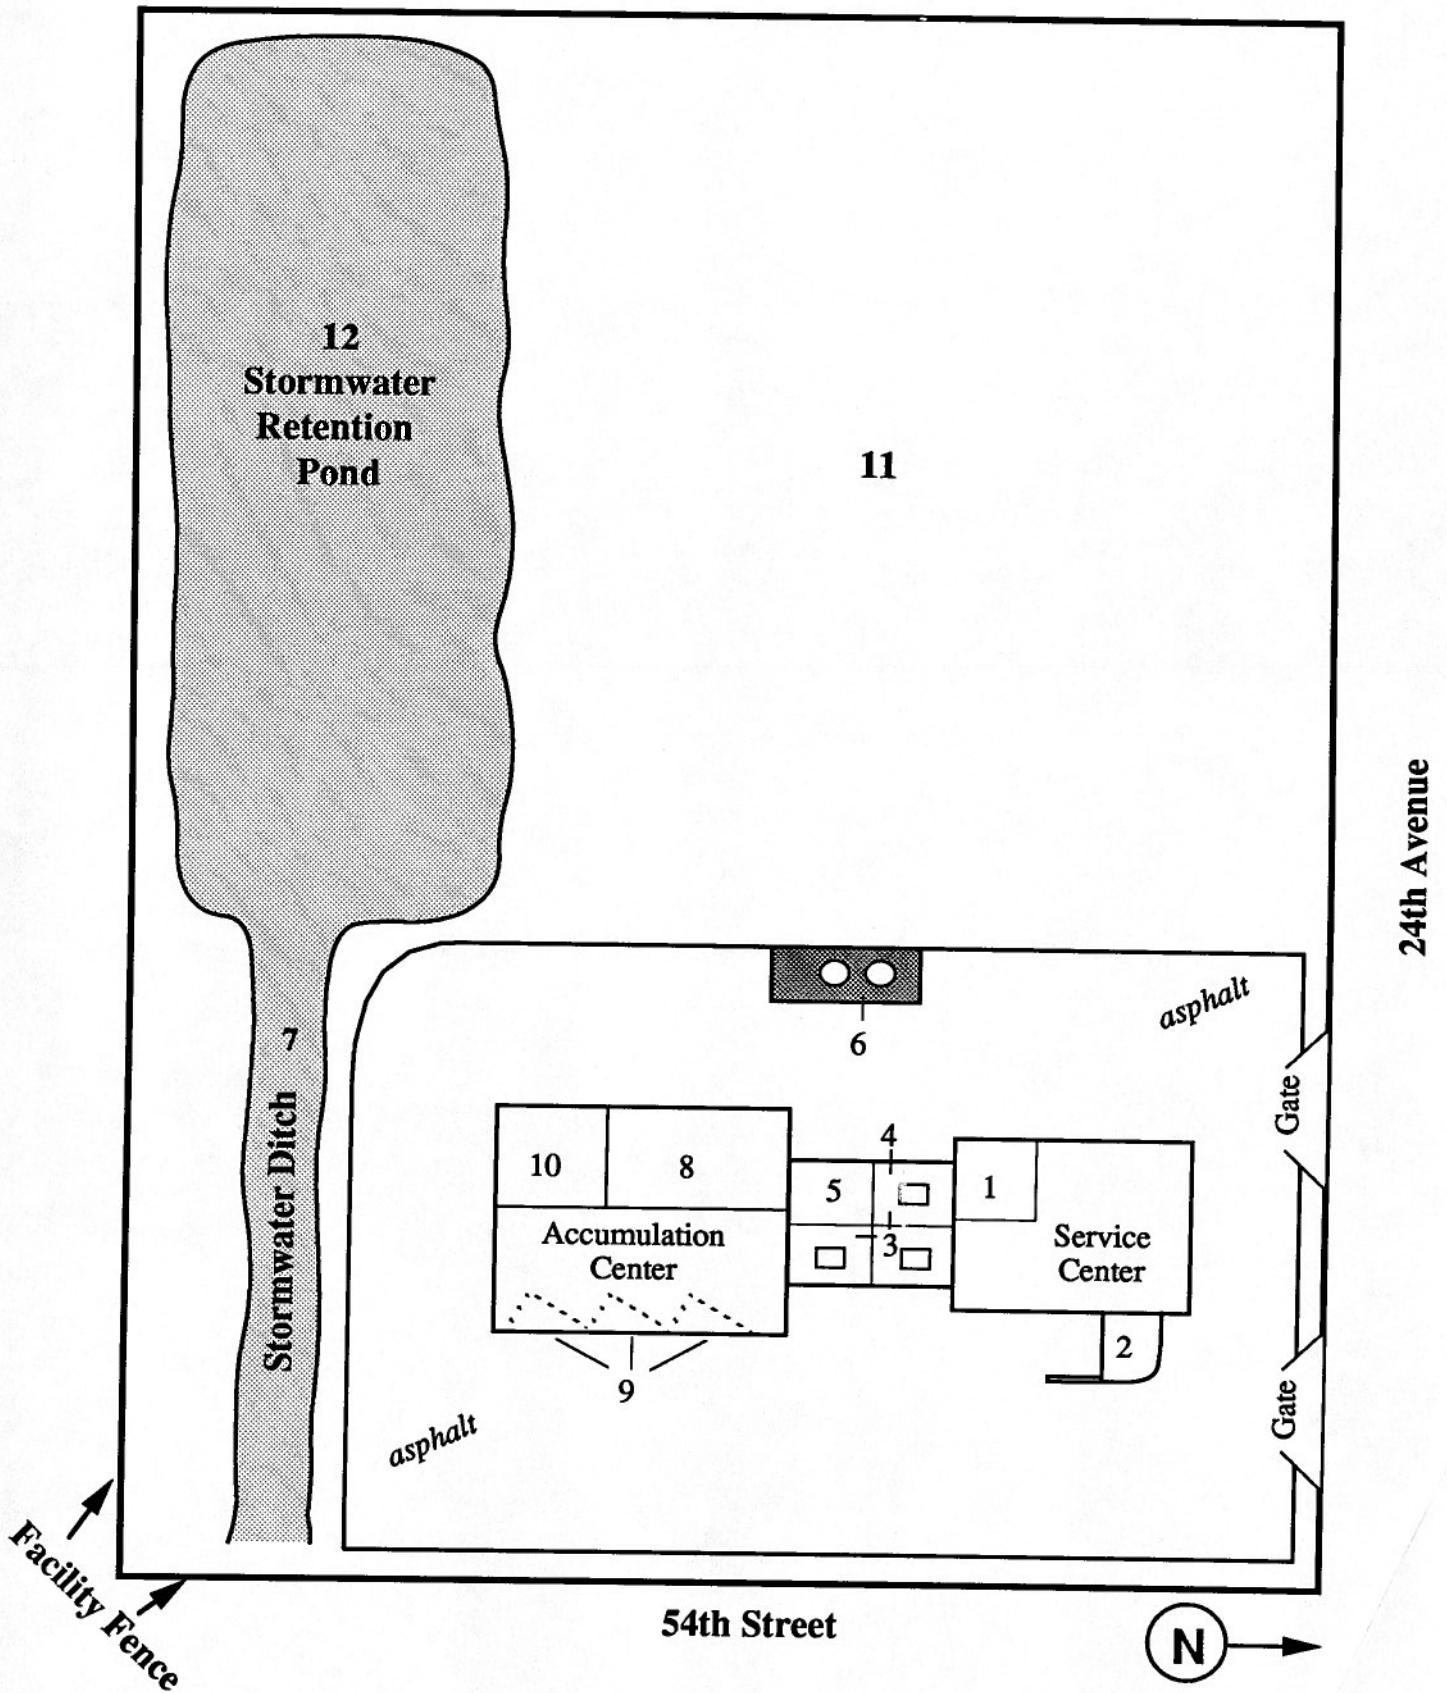 12
Stormwater
Retention
Pond
11
24th Avenue
asphalt
6
7
Stormwater Ditch
Gate
4
10
8
5
1
3
Accumulation
Center
Service
Center
2
9
Gate
asphalt
Facility Fence
54th Street
N